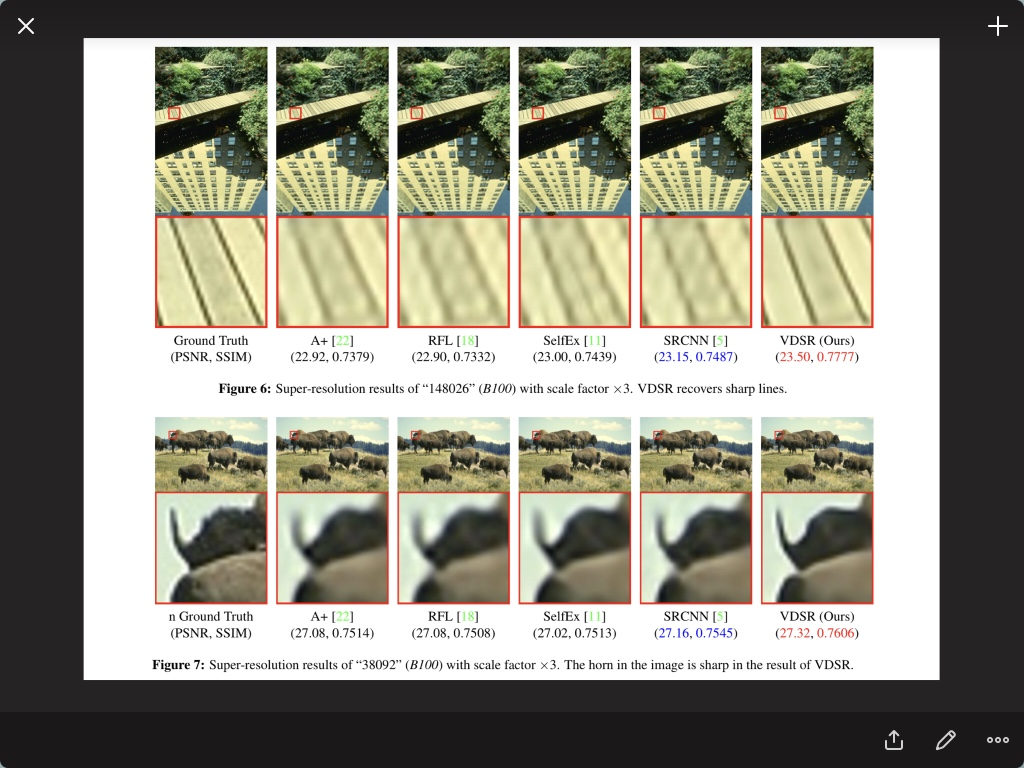 Ground Truth
(PSNR, SSIM)
A+ [22]
(22.92, 0.7379)
RFL [18]
(22.90, 0.7332)
SelfEx [11]
(23.00, 0.7439)
SRCNN [5]
(23.15, 0.7487)
VDSR (Ours)
(23.50, 0.7777)
Figure 6: Super-resolution results of “148026” (B100) with scale factor ×3. VDSR recovers sharp lines.
n Ground Truth
(PSNR, SSIM)
A+ [22]
(27.08, 0.7514)
RFL [18]
(27.08, 0.7508)
SelfEx [11]
(27.02, 0.7513)
SRCNN [5]
(27.16, 0.7545)
VDSR (Ours)
(27.32, 0.7606)
Figure 7: Super-resolution results of “38092” (B100) with scale factor ×3. The horn in the image is sharp in the result of VDSR.